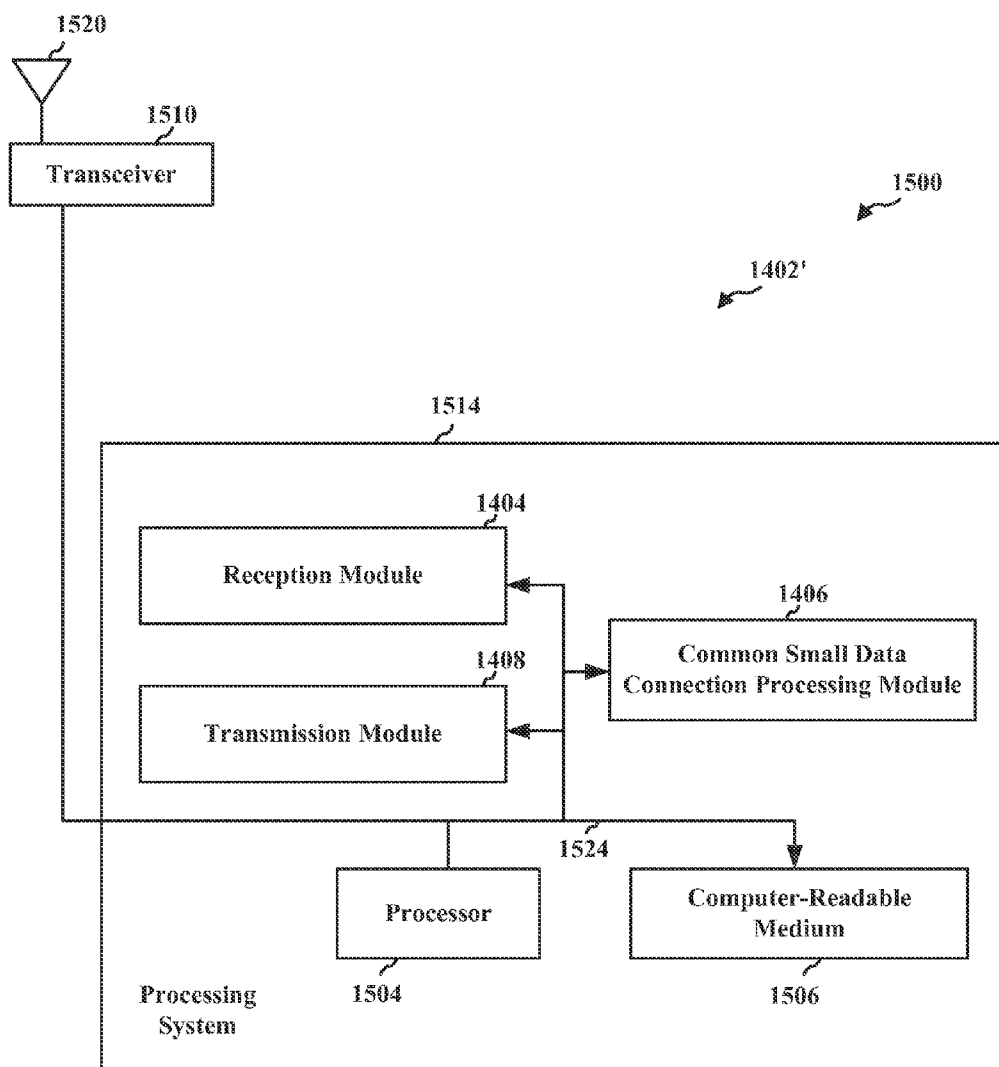 1520
1510
Transceiver
1500
1402'
1514
1404
Reception Module
1406
Common Small Data
Connection Processing Module
1408
Transmission Module
1524
Processor
Computer-Readable
Medium
1504
1506
Processing
System